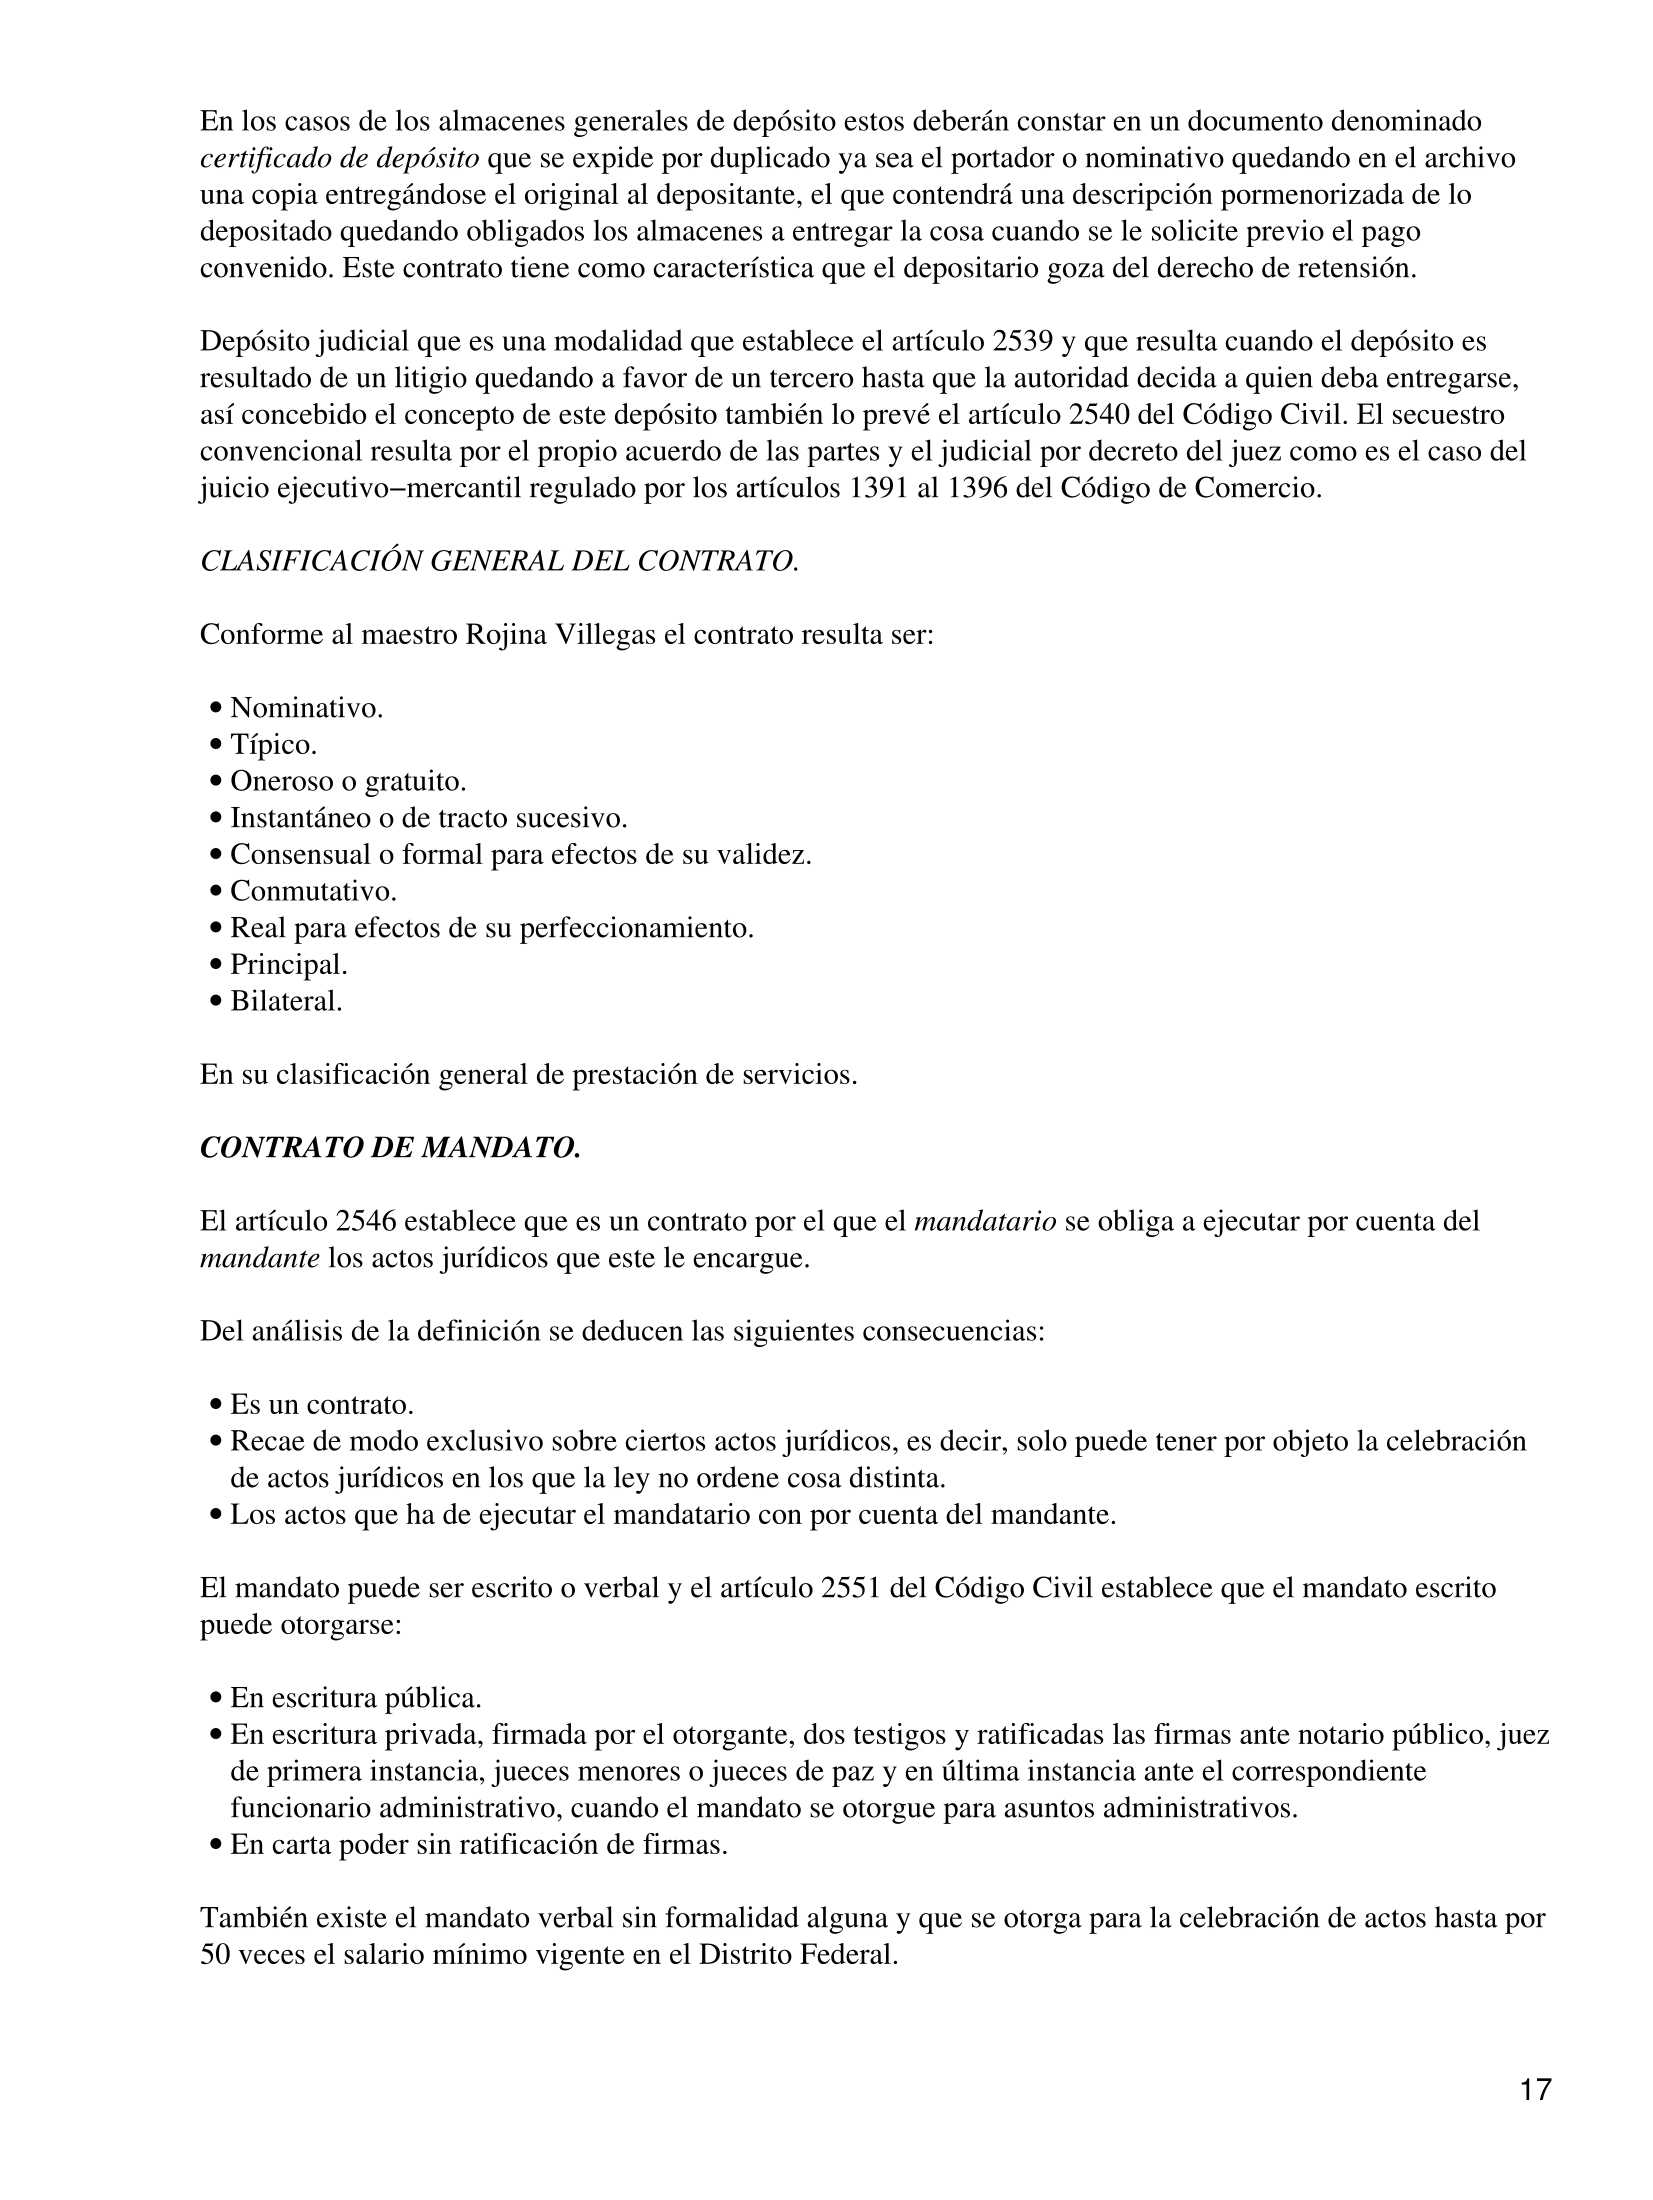 En los casos de los almacenes generales de depósito estos deberán constar en un documento denominado
certificado de depósito que se expide por duplicado ya sea el portador o nominativo quedando en el archivo
una copia entregándose el original al depositante, el que contendrá una descripción pormenorizada de lo
depositado quedando obligados los almacenes a entregar la cosa cuando se le solicite previo el pago
convenido. Este contrato tiene como característica que el depositario goza del derecho de retensión.
Depósito judicial que es una modalidad que establece el artículo 2539 y que resulta cuando el depósito es
resultado de un litigio quedando a favor de un tercero hasta que la autoridad decida a quien deba entregarse,
así concebido el concepto de este depósito también lo prevé el artículo 2540 del Código Civil. El secuestro
convencional resulta por el propio acuerdo de las partes y el judicial por decreto del juez como es el caso del
juicio ejecutivo−mercantil regulado por los artículos 1391 al 1396 del Código de Comercio.
CLASIFICACIÓN GENERAL DEL CONTRATO.
Conforme al maestro Rojina Villegas el contrato resulta ser:
• Nominativo.
• Típico.
• Oneroso o gratuito.
• Instantáneo o de tracto sucesivo.
• Consensual o formal para efectos de su validez.
• Conmutativo.
• Real para efectos de su perfeccionamiento.
• Principal.
• Bilateral.
En su clasificación general de prestación de servicios.
CONTRATO DE MANDATO.
El artículo 2546 establece que es un contrato por el que el mandatario se obliga a ejecutar por cuenta del
mandante los actos jurídicos que este le encargue.
Del análisis de la definición se deducen las siguientes consecuencias:
• Es un contrato.
• Recae de modo exclusivo sobre ciertos actos jurídicos, es decir, solo puede tener por objeto la celebración
de actos jurídicos en los que la ley no ordene cosa distinta.
• Los actos que ha de ejecutar el mandatario con por cuenta del mandante.
El mandato puede ser escrito o verbal y el artículo 2551 del Código Civil establece que el mandato escrito
puede otorgarse:
• En escritura pública.
• En escritura privada, firmada por el otorgante, dos testigos y ratificadas las firmas ante notario público, juez
de primera instancia, jueces menores o jueces de paz y en última instancia ante el correspondiente
funcionario administrativo, cuando el mandato se otorgue para asuntos administrativos.
• En carta poder sin ratificación de firmas.
También existe el mandato verbal sin formalidad alguna y que se otorga para la celebración de actos hasta por
50 veces el salario mínimo vigente en el Distrito Federal.
17